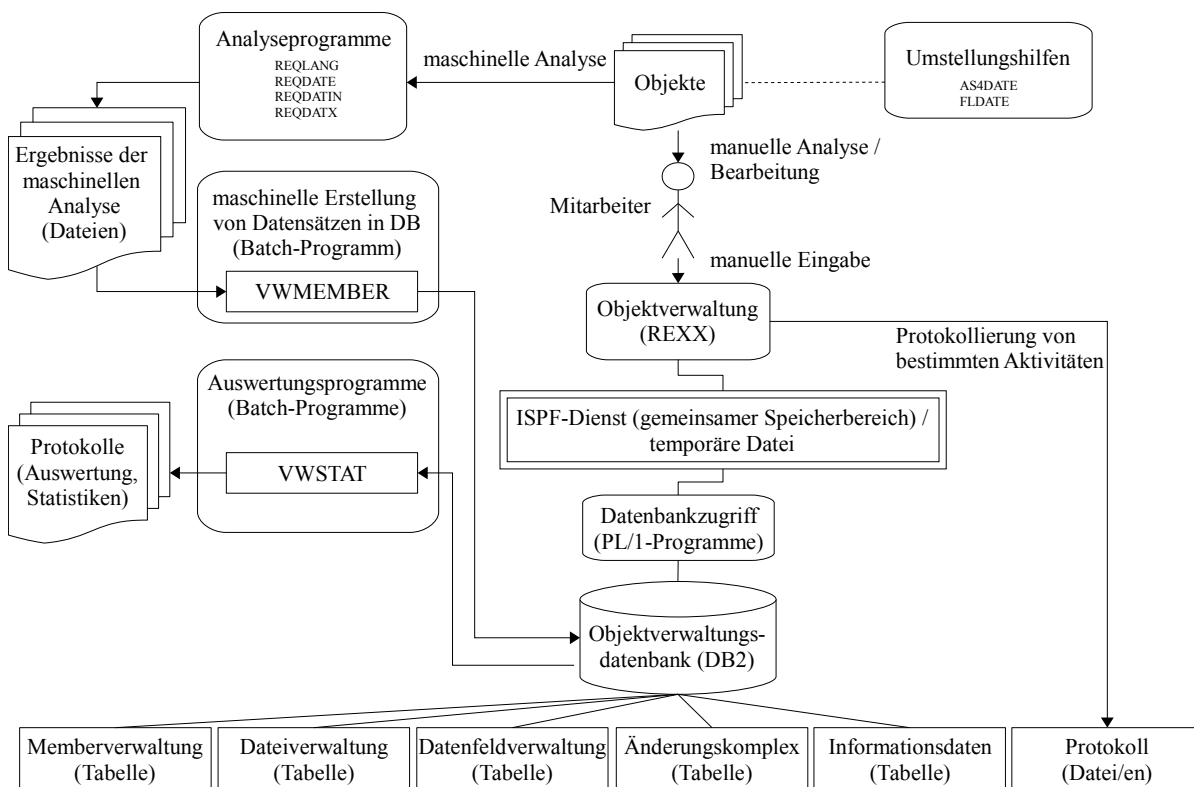 Analyseprogramme
REQLANG
REQDATE
REQDATIN
REQDATX
maschinelle Analyse
Objekte
Umstellungshilfen
AS4DATE
FLDATE
Ergebnisse der
maschinellen
Analyse
(Dateien)
manuelle Analyse /
Bearbeitung
Mitarbeiter
manuelle Eingabe
maschinelle Erstellung
von Datensätzen in DB
(Batch-Programm)
VWMEMBER
Objektverwaltung
(REXX)
Protokollierung von
bestimmten Aktivitäten
Auswertungsprogramme
(Batch-Programme)
VWSTAT
Protokolle
(Auswertung,
Statistiken)
ISPF-Dienst (gemeinsamer Speicherbereich) /
temporäre Datei
Datenbankzugriff
(PL/1-Programme)
Objektverwaltungs-
datenbank (DB2)
Memberverwaltung
(Tabelle)
Dateiverwaltung
(Tabelle)
Datenfeldverwaltung
(Tabelle)
Änderungskomplex
(Tabelle)
Informationsdaten
(Tabelle)
Protokoll
(Datei/en)